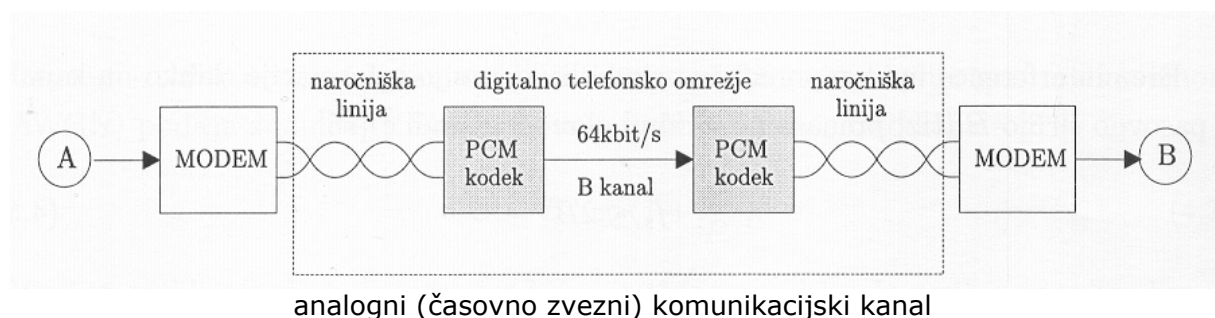 naročniška
linija
digitalno telefonsko omrežje
naročniška
linija
A
MODEM
PCM
kodek
64kbit/s
B kanal
PCM
kodek
MODEM
B
analogni (časovno zvezni) komunikacijski kanal